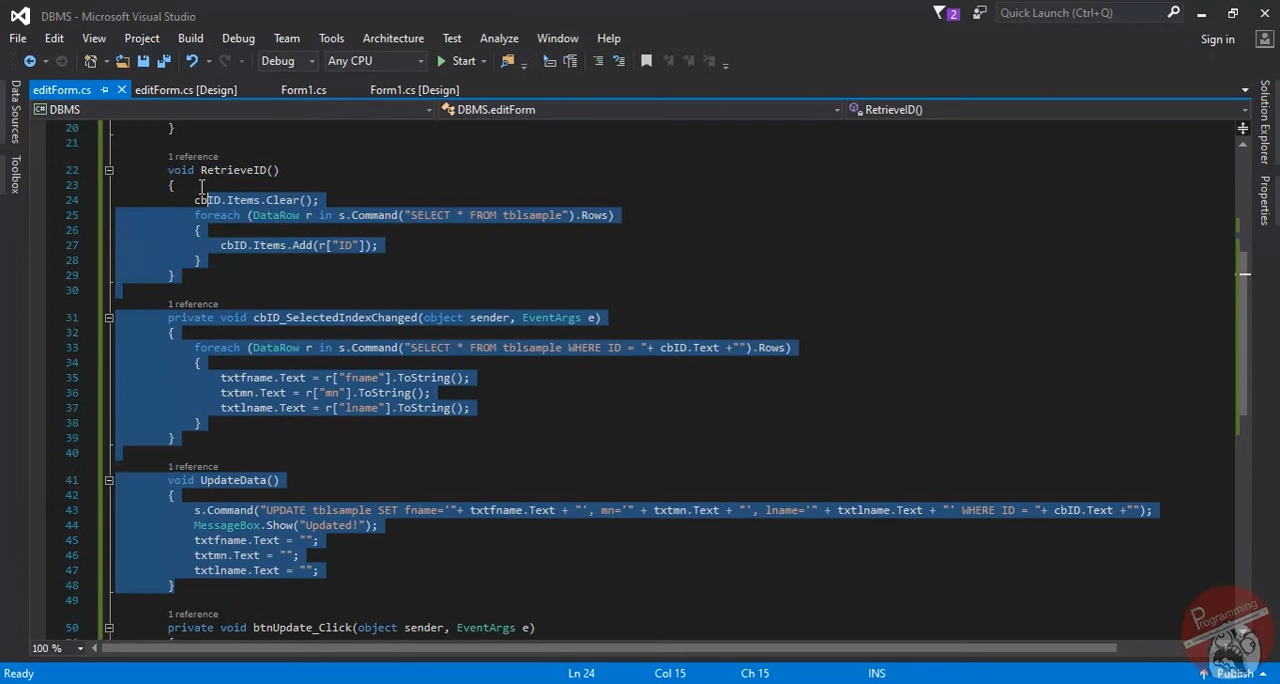 DBMS - Microsoft Visual Studio
2
Quick Launch (Ctrl+Q)
File Edit View Project Build Debug Team Tools Architecture Test Analyze Window Help
Sign in
Debug Any CPU Start
editForm.cs editForm.cs [Design] Form1.cs Form1.cs [Design]
DBMS DBMS.editForm RetrieveID()
Data Sources
Toolbox
Solution Explorer
Properties
20 }
21
1 reference
22 void RetrieveID()
23 {
24 cbID.Items.Clear();
25 foreach (DataRow r in s.Command("SELECT * FROM tblsample").Rows)
26 {
27 cbID.Items.Add(r["ID"]);
28 }
29 }
30
1 reference
31 private void cbID_SelectedIndexChanged(object sender, EventArgs e)
32 {
33 foreach (DataRow r in s.Command("SELECT * FROM tblsample WHERE ID = "+ cbID.Text +"").Rows)
34 {
35 txtfname.Text = r["fname"].ToString();
36 txtmn.Text = r["mn"].ToString();
37 txtlname.Text = r["lname"].ToString();
38 }
39 }
40
1 reference
41 void UpdateData()
42 {
43 s.Command("UPDATE tblsample SET fname='"+ txtfname.Text + "', mn='" + txtmn.Text + "', lname='" + txtlname.Text + "' WHERE ID = "+ cbID.Text +"");
44 MessageBox.Show("Updated!");
45 txtfname.Text = "";
46 txtmn.Text = "";
47 txtlname.Text = "";
48 }
49
1 reference
50 private void btnUpdate_Click(object sender, EventArgs e)
100 %
Programming
Ready Ln 24 Col 15 Ch 15 INS Publish